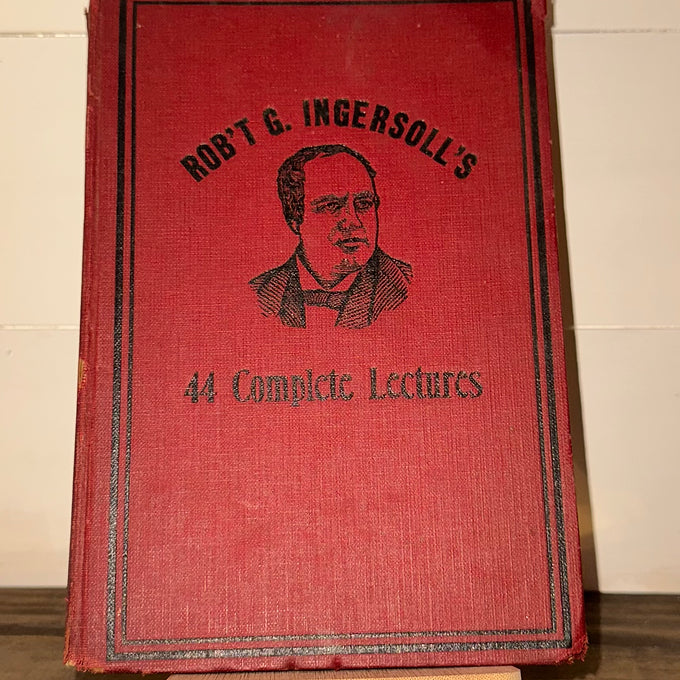 ROB'T G. INGERSOLL'S
44 Complete Lectures